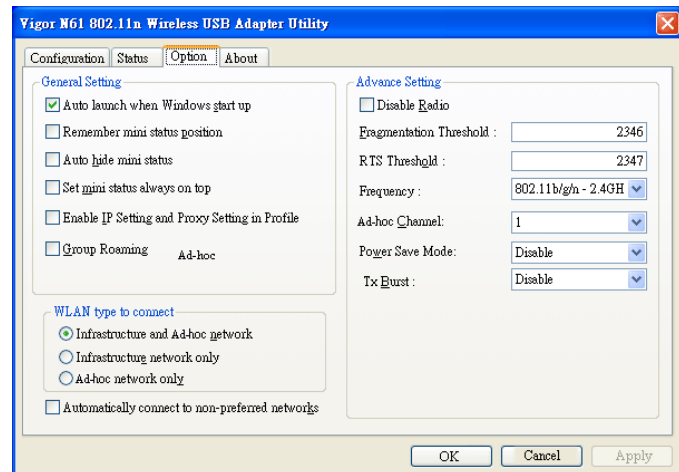 Vigor N61 802.11n Wireless USB Adapter Utility
Configuration Status Option About
General Setting
Auto launch when Windows start up
Remember mini status position
Auto hide mini status
Set mini status always on top
Enable IP Setting and Proxy Setting in Profile
Group Roaming Ad-hoc
WLAN type to connect
Infrastructure and Ad-hoc network
Infrastructure network only
Ad-hoc network only
Automatically connect to non-preferred networks
Advance Setting
Disable Radio
Fragmentation Threshold : 2346
RTS Threshold : 2347
Frequency : 802.11b/g/n - 2.4GH
Ad-hoc Channel: 1
Power Save Mode: Disable
Tx Burst : Disable
OK Cancel Apply